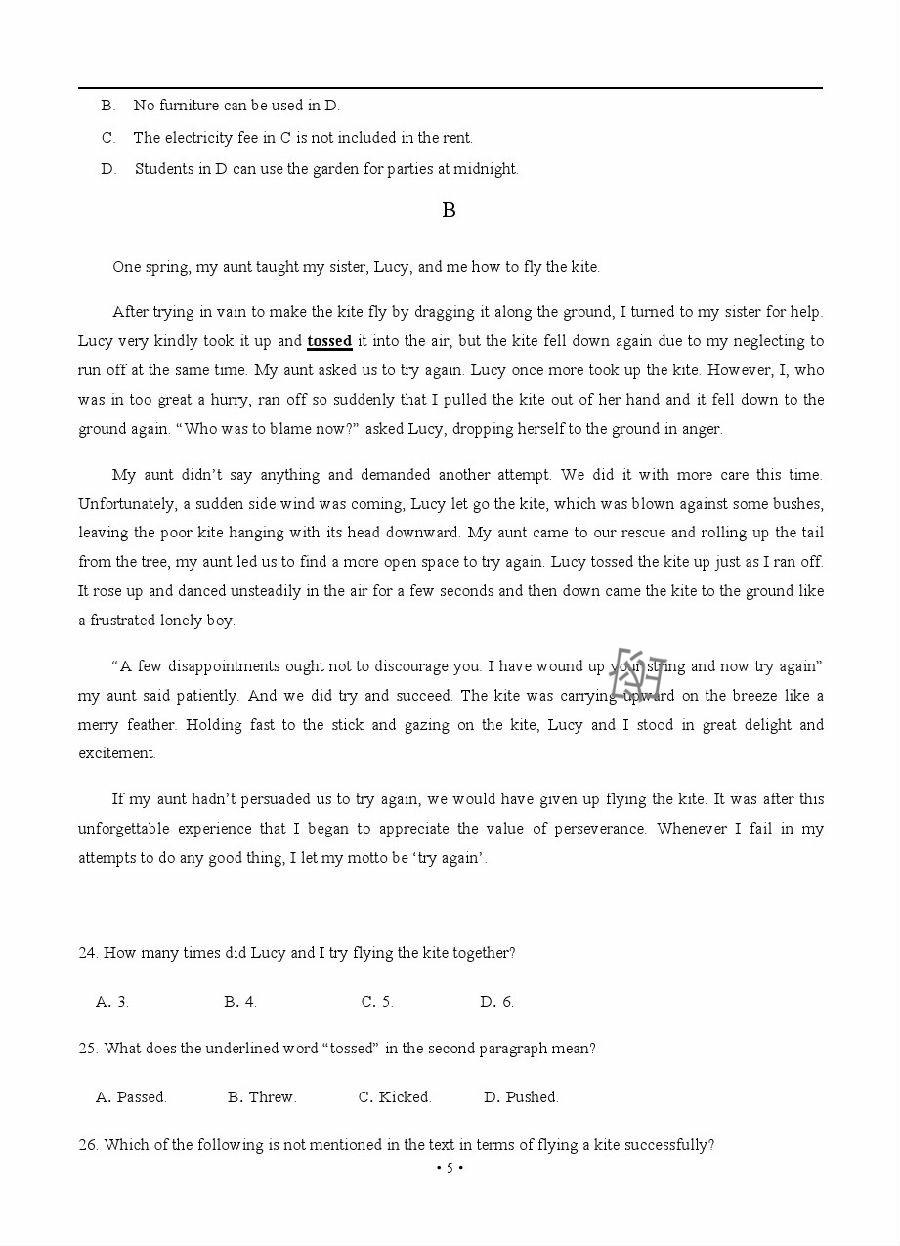 B. No furniture can be used in D.
C. The electricity fee in C is not included in the rent.
D. Students in D can use the garden for parties at midnight.
B
One spring, my aunt taught my sister, Lucy, and me how to fly the kite.
After trying in vain to make the kite fly by dragging it along the ground, I turned to my sister for help.
Lucy very kindly took it up and tossed it into the air, but the kite fell down again due to my neglecting to
run off at the same time. My aunt asked us to try again. Lucy once more took up the kite. However, I, who
was in too great a hurry, ran off so suddenly that I pulled the kite out of her hand and it fell down to the
ground again. “Who was to blame now?” asked Lucy, dropping herself to the ground in anger.
My aunt didn’t say anything and demanded another attempt. We did it with more care this time.
Unfortunately, a sudden side wind was coming, Lucy let go the kite, which was blown against some bushes,
leaving the poor kite hanging with its head downward. My aunt came to our rescue and rolling up the tail
from the tree, my aunt led us to find a more open space to try again. Lucy tossed the kite up just as I ran off.
It rose up and danced unsteadily in the air for a few seconds and then down came the kite to the ground like
a frustrated lonely boy.
“A few disappointments ought not to discourage you. I have wound up your string and now try again”
my aunt said patiently. And we did try and succeed. The kite was carrying upward on the breeze like a
merry feather. Holding fast to the stick and gazing on the kite, Lucy and I stood in great delight and
excitement.
If my aunt hadn’t persuaded us to try again, we would have given up flying the kite. It was after this
unforgettable experience that I began to appreciate the value of perseverance. Whenever I fail in my
attempts to do any good thing, I let my motto be ‘try again’.
24. How many times did Lucy and I try flying the kite together?
A. 3. B. 4. C. 5. D. 6.
25. What does the underlined word “tossed” in the second paragraph mean?
A. Passed. B. Threw. C. Kicked. D. Pushed.
26. Which of the following is not mentioned in the text in terms of flying a kite successfully?
• 5 •